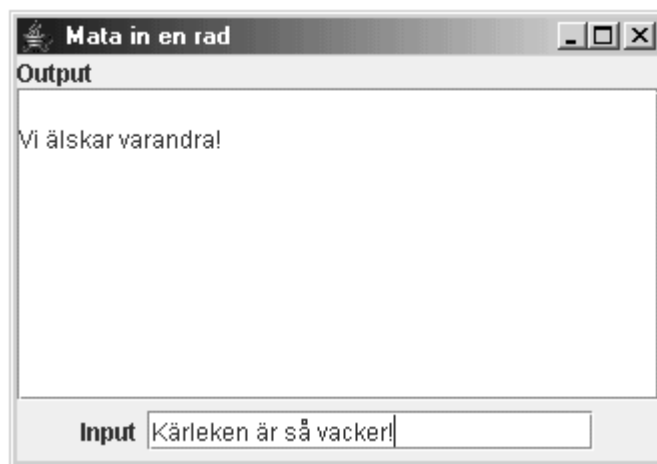 Mata in en rad
Output
Vi älskar varandra!
Input Kärleken är så vacker!